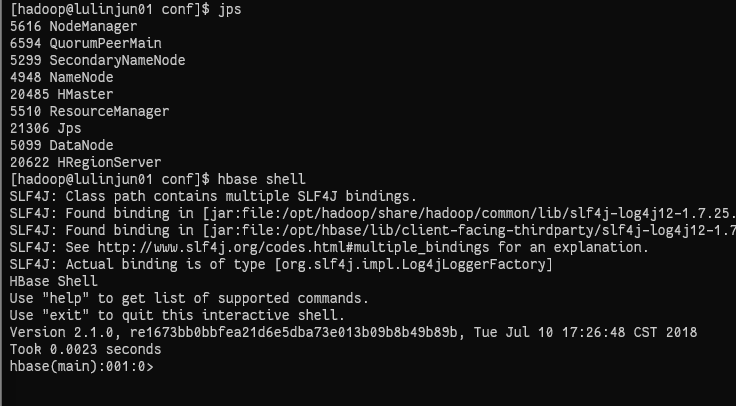 [hadoop@lulinjun01 conf]$ jps
5616 NodeManager
6594 QuorumPeerMain
5299 SecondaryNameNode
4948 NameNode
20485 HMaster
5510 ResourceManager
21306 Jps
5099 DataNode
20622 HRegionServer
[hadoop@lulinjun01 conf]$ hbase shell
SLF4J: Class path contains multiple SLF4J bindings.
SLF4J: Found binding in [jar:file:/opt/hadoop/share/hadoop/common/lib/slf4j-log4j12-1.7.25.
SLF4J: Found binding in [jar:file:/opt/hbase/lib/client-facing-thirdparty/slf4j-log4j12-1.7
SLF4J: See http://www.slf4j.org/codes.html#multiple_bindings for an explanation.
SLF4J: Actual binding is of type [org.slf4j.impl.Log4jLoggerFactory]
HBase Shell
Use "help" to get list of supported commands.
Use "exit" to quit this interactive shell.
Version 2.1.0, re1673bb0bbfea21d6e5dba73e013b09b8b49b89b, Tue Jul 10 17:26:48 CST 2018
Took 0.0023 seconds
hbase(main):001:0>